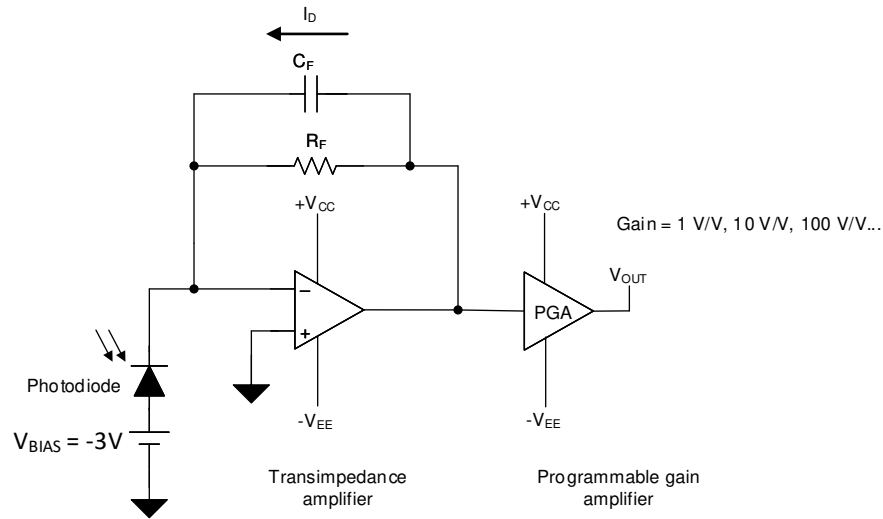 I_D
C_F
R_F
+V_CC
+V_CC
Gain = 1 V/V, 10 V/V, 100 V/V...
V_OUT
−
+
PGA
Photodiode
V_BIAS = -3V
-V_EE
-V_EE
Transimpedance
amplifier
Programmable gain
amplifier